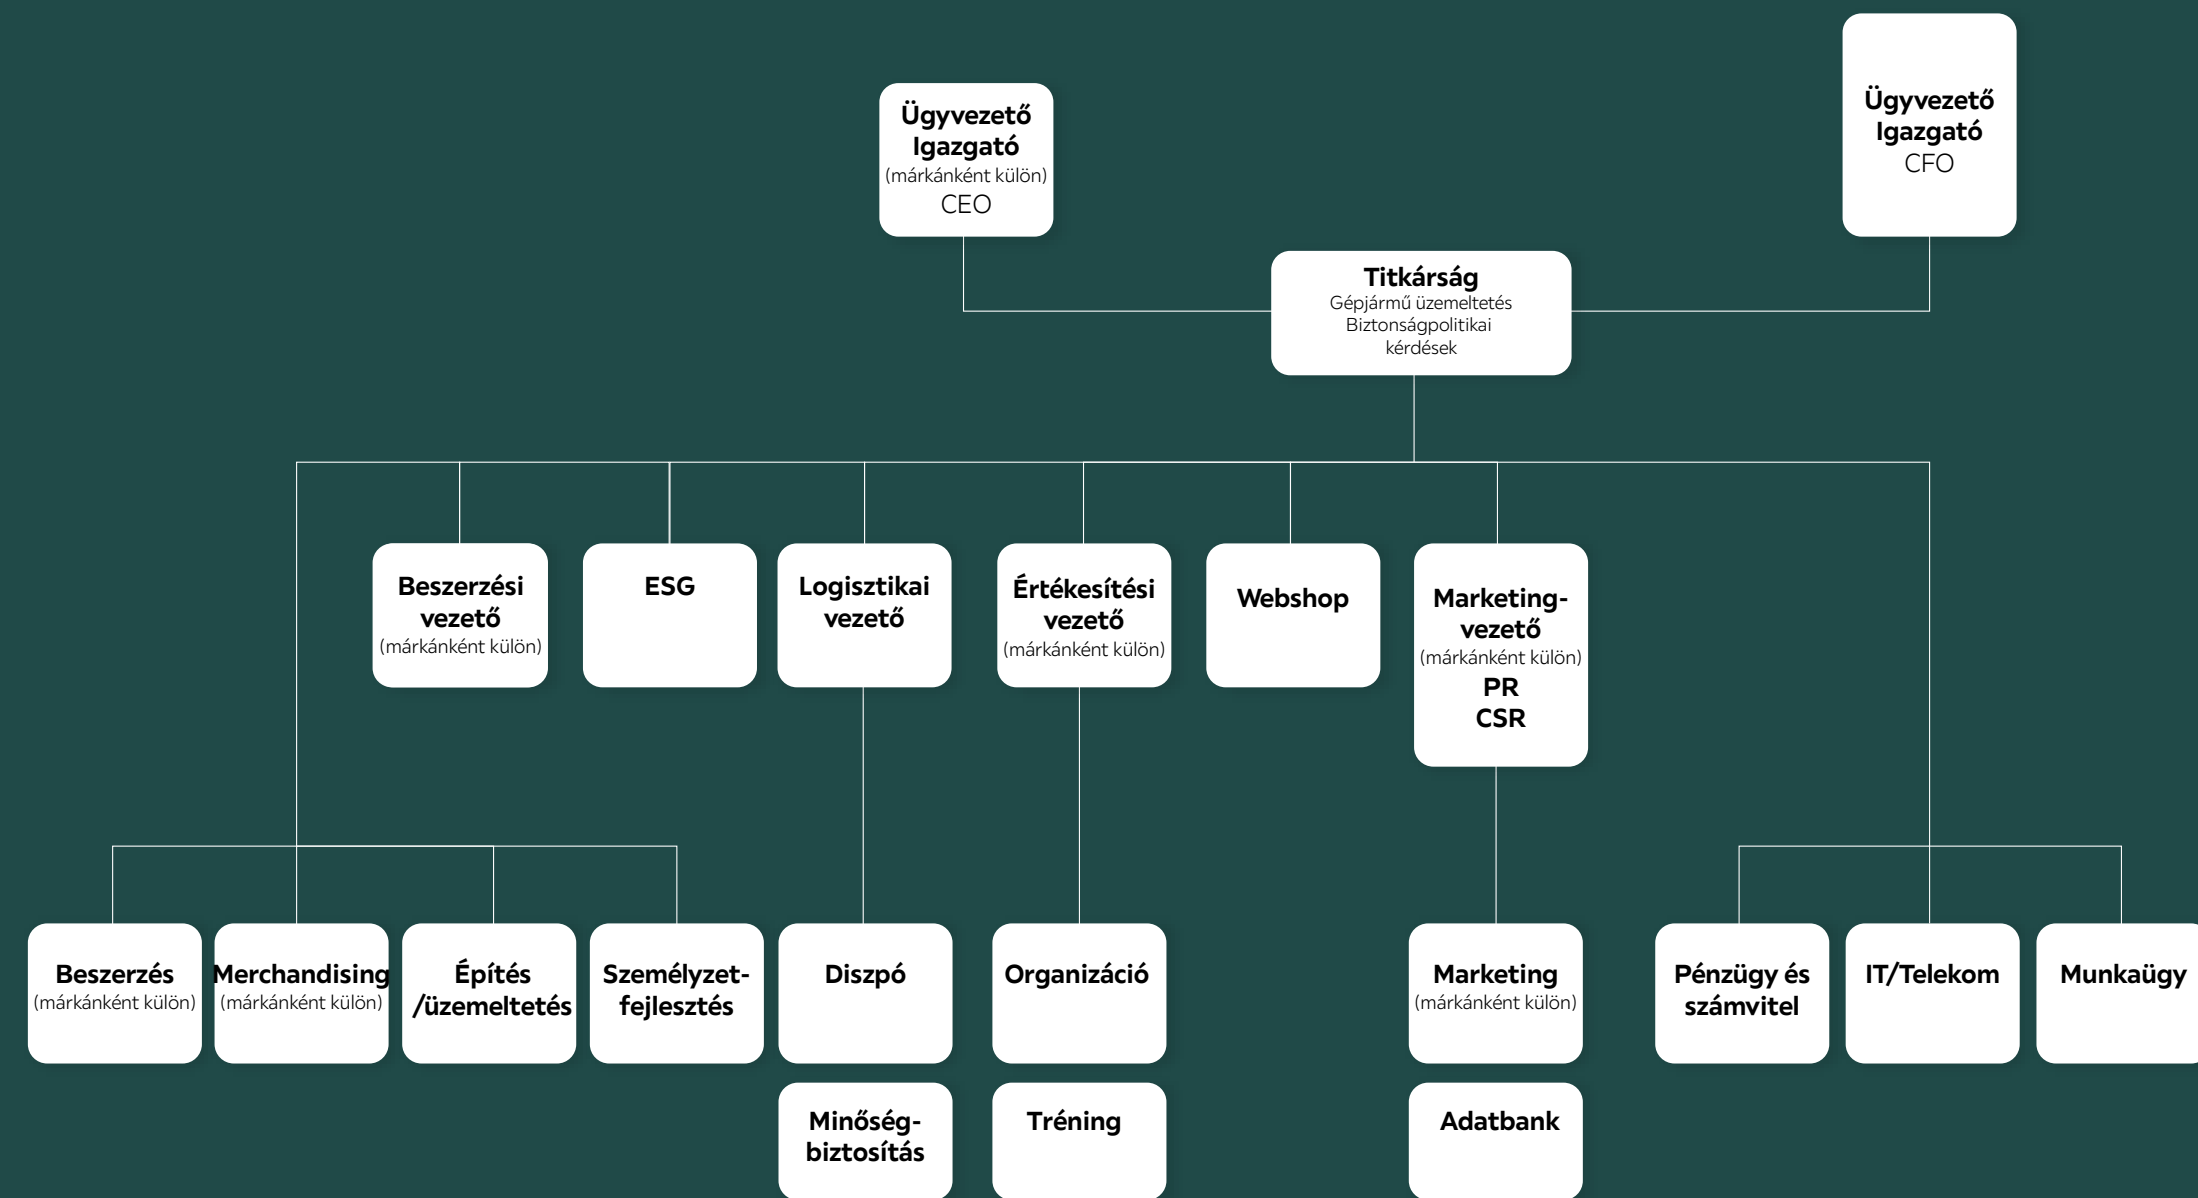 Ügyvezető
Igazgató
(márkánként külön)
CEO
Ügyvezető
Igazgató
CFO
Titkárság
Gépjármű üzemeltetés
Biztonságpolitikai
kérdések
Beszerzési
vezető
(márkánként külön)
ESG
Logisztikai
vezető
Értékesítési
vezető
(márkánként külön)
Webshop
Marketing-
vezető
(márkánként külön)
PR
CSR
Beszerzés
(márkánként külön)
Merchandising
(márkánként külön)
Építés
/üzemeltetés
Személyzet-
fejlesztés
Diszpó
Organizáció
Marketing
(márkánként külön)
Pénzügy és
számvitel
IT/Telekom
Munkaügy
Minőség-
biztosítás
Tréning
Adatbank